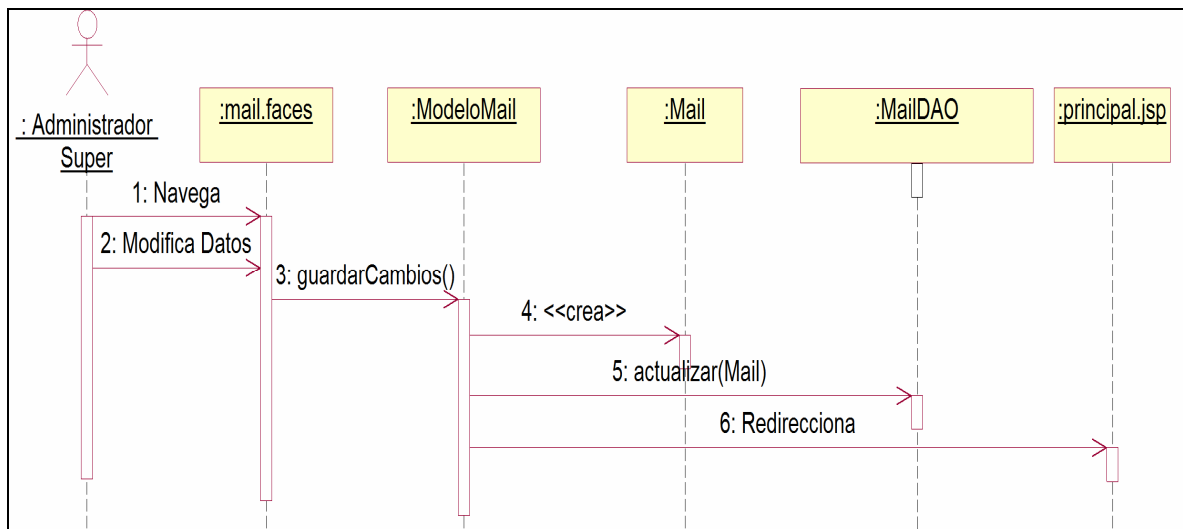 : Administrador
Super
:mail.faces
:ModeloMail
:Mail
:MailDAO
:principal.jsp
1: Navega
2: Modifica Datos
3: guardarCambios()
4: <<crea>>
5: actualizar(Mail)
6: Redirecciona